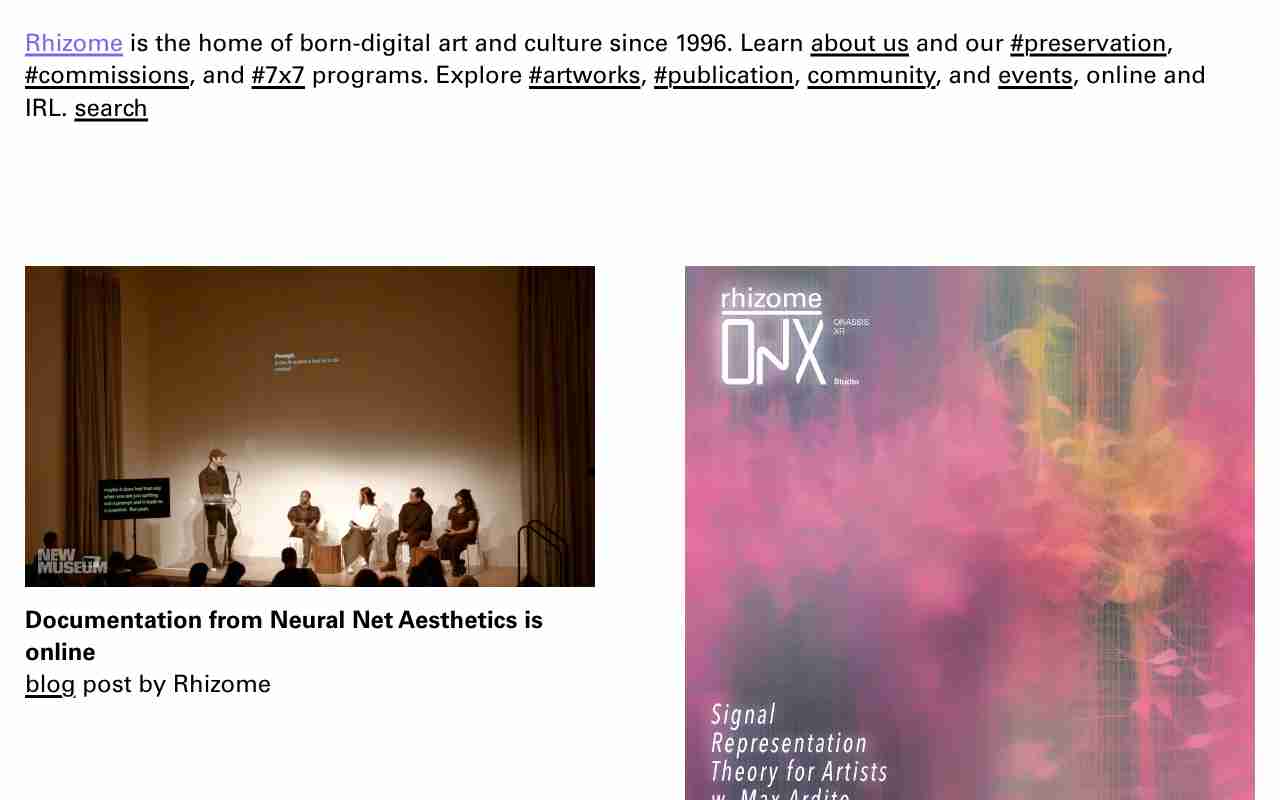 Rhizome is the home of born-digital art and culture since 1996. Learn about us and our #preservation,
#commissions, and #7x7 programs. Explore #artworks, #publication, community, and events, online and
IRL. search
NEW
MUSEUM
Documentation from Neural Net Aesthetics is
online
blog post by Rhizome
rhizome
ONX
ONASSIS
XR
Studio
Signal
Representation
Theory for Artists
w. Max Ardito